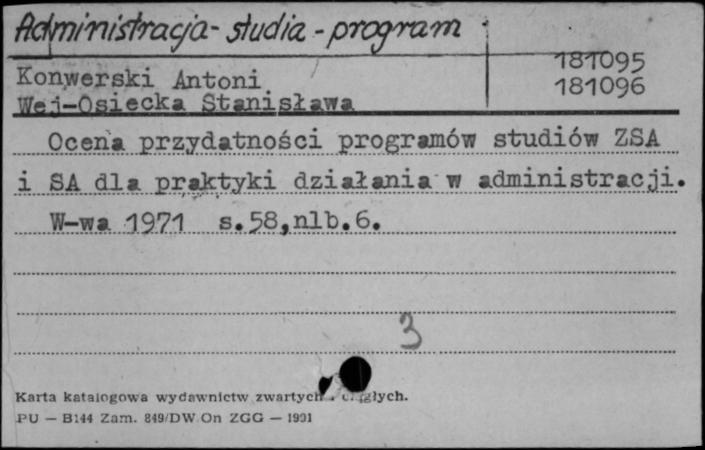 Administracja - studia - program
181095
Konwerski Antoni
181096
Wej-Osiecka Stanisława
Ocena przydatności programów studiów ZSA
i SA dla praktyki działania w administracji.
W-wa 1971 s.58,nlb.6.
3
Karta katalogowa wydawnictw zwartych
PU — B144 Zam. 849/DW On ZGG — 1991